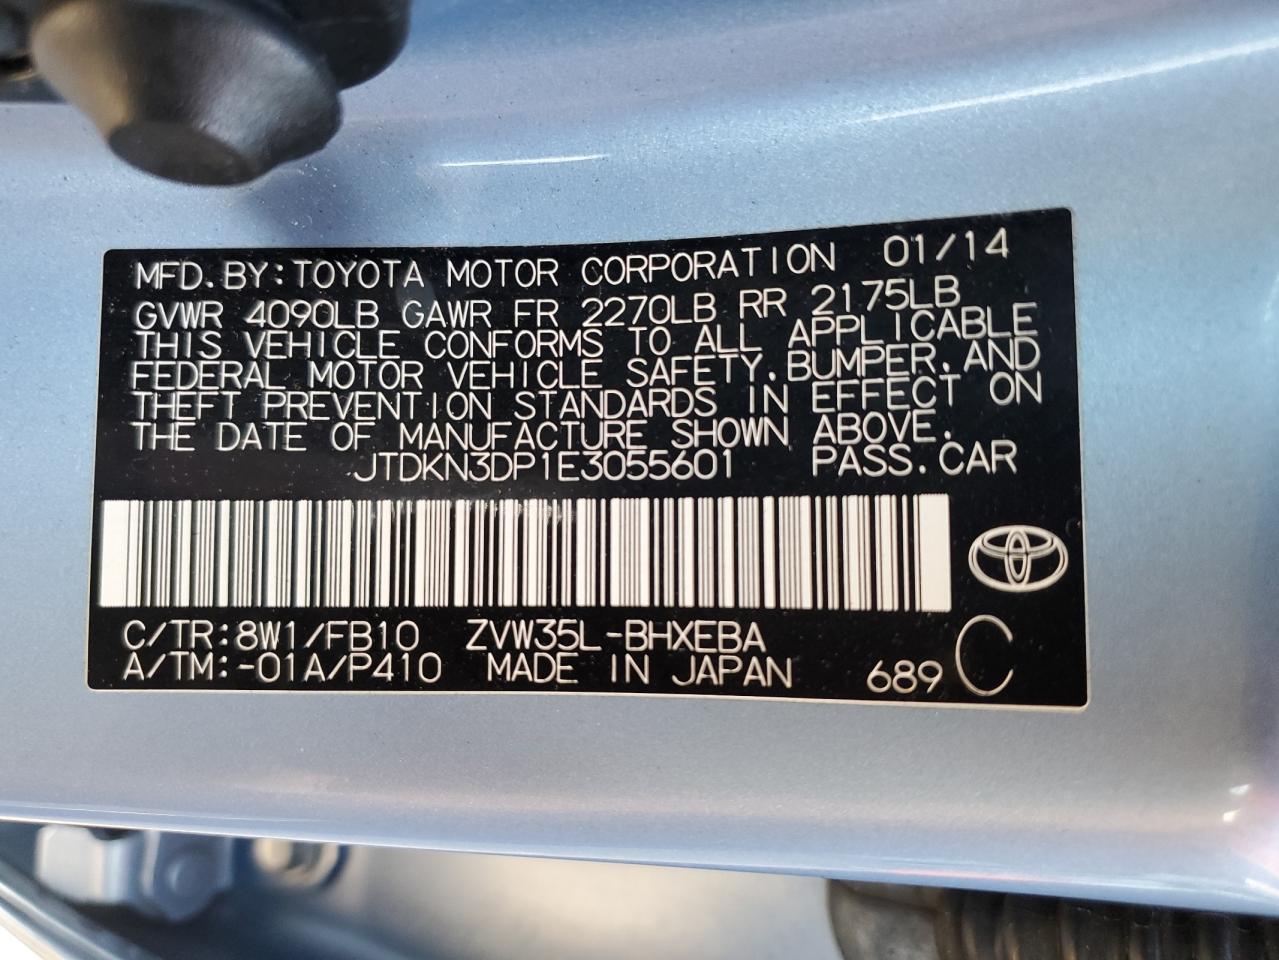 MFD. BY: TOYOTA MOTOR CORPORATION 01/14
GVWR 4090LB GAWR FR 2270LB RR 2175LB
THIS VEHICLE CONFORMS TO ALL APPLICABLE
FEDERAL MOTOR VEHICLE SAFETY, BUMPER, AND
THEFT PREVENTION STANDARDS IN EFFECT ON
THE DATE OF MANUFACTURE SHOWN ABOVE.
JTDKN3DP1E3055601 PASS. CAR
C/TR: 8W1/FB10 ZVW35L-BHXEBA
A/TM: -01A/P410 MADE IN JAPAN 689 C